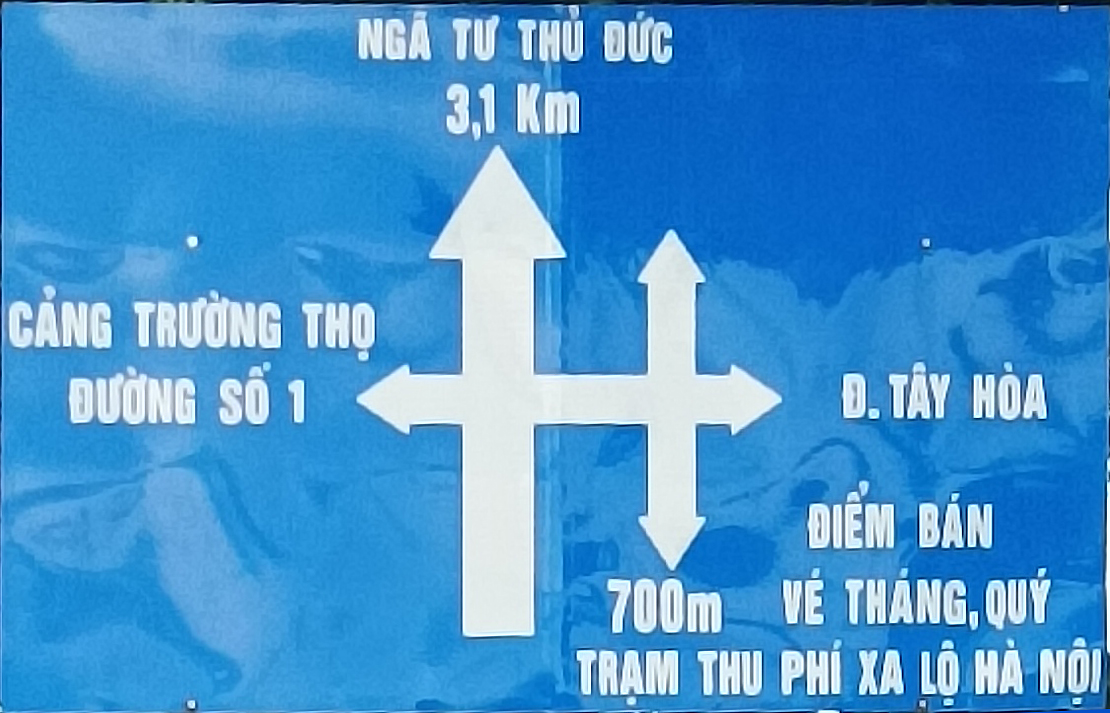 NGÃ TƯ THỦ ĐỨC
3,1 Km
CẢNG TRƯỜNG THỌ
ĐƯỜNG SỐ 1
Đ. TÂY HÒA
ĐIỂM BÁN
700m VÉ THÁNG, QUÝ
TRẠM THU PHÍ XA LỘ HÀ NỘI